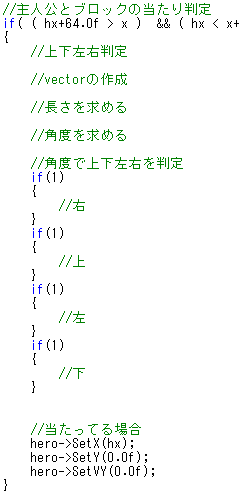 //主人公とブロックの当たり判定
if( ( hx+64.0f > x )  && ( hx < x+
{
//上下左右判定
//vectorの作成
//長さを求める
//角度を求める
//角度で上下左右を判定
if(1)
{
//右
}
if(1)
{
//上
}
if(1)
{
//左
}
if(1)
{
//下
}
//当たってる場合
hero->SetX(hx);
hero->SetY(0.0f);
hero->SetVY(0.0f);
}